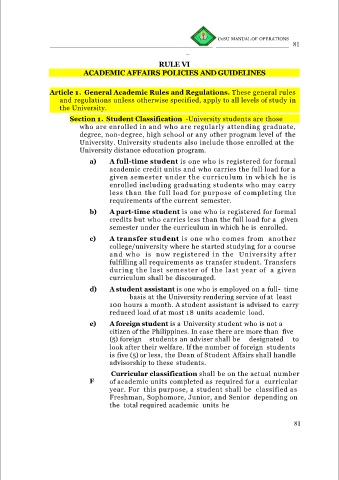 CvSU MANUAL OF OPERATIONS
81
RULE VI
ACADEMIC AFFAIRS POLICIES AND GUIDELINES
Article 1. General Academic Rules and Regulations. These general rules
and regulations unless otherwise specified, apply to all levels of study in
the University.
Section 1. Student Classification -University students are those
who are enrolled in and who are regularly attending graduate,
degree, non-degree, high school or any other program level of the
University. University students also include those enrolled at the
University distance education program.
a) A full-time student is one who is registered for formal
academic credit units and who carries the full load for a
given semester under the curriculum in which he is
enrolled including graduating students who may carry
less than the full load for purpose of completing the
requirements of the current semester.
b) A part-time student is one who is registered for formal
credits but who carries less than the full load for a given
semester under the curriculum in which he is enrolled.
c) A transfer student is one who comes from another
college/university where he started studying for a course
and who is now registered in the University after
fulfilling all requirements as transfer student. Transfers
during the last semester of the last year of a given
curriculum shall be discouraged.
d) A student assistant is one who is employed on a full- time
basis at the University rendering service of at least
100 hours a month. A student assistant is advised to carry
reduced load of at most 18 units academic load.
e) A foreign student is a University student who is not a
citizen of the Philippines. In case there are more than five
(5) foreign students an adviser shall be designated to
look after their welfare. If the number of foreign students
is five (5) or less, the Dean of Student Affairs shall handle
advisorship to these students.
Curricular classification shall be on the actual number
F of academic units completed as required for a curricular
year. For this purpose, a student shall be classified as
Freshman, Sophomore, Junior, and Senior depending on
the total required academic units he
81